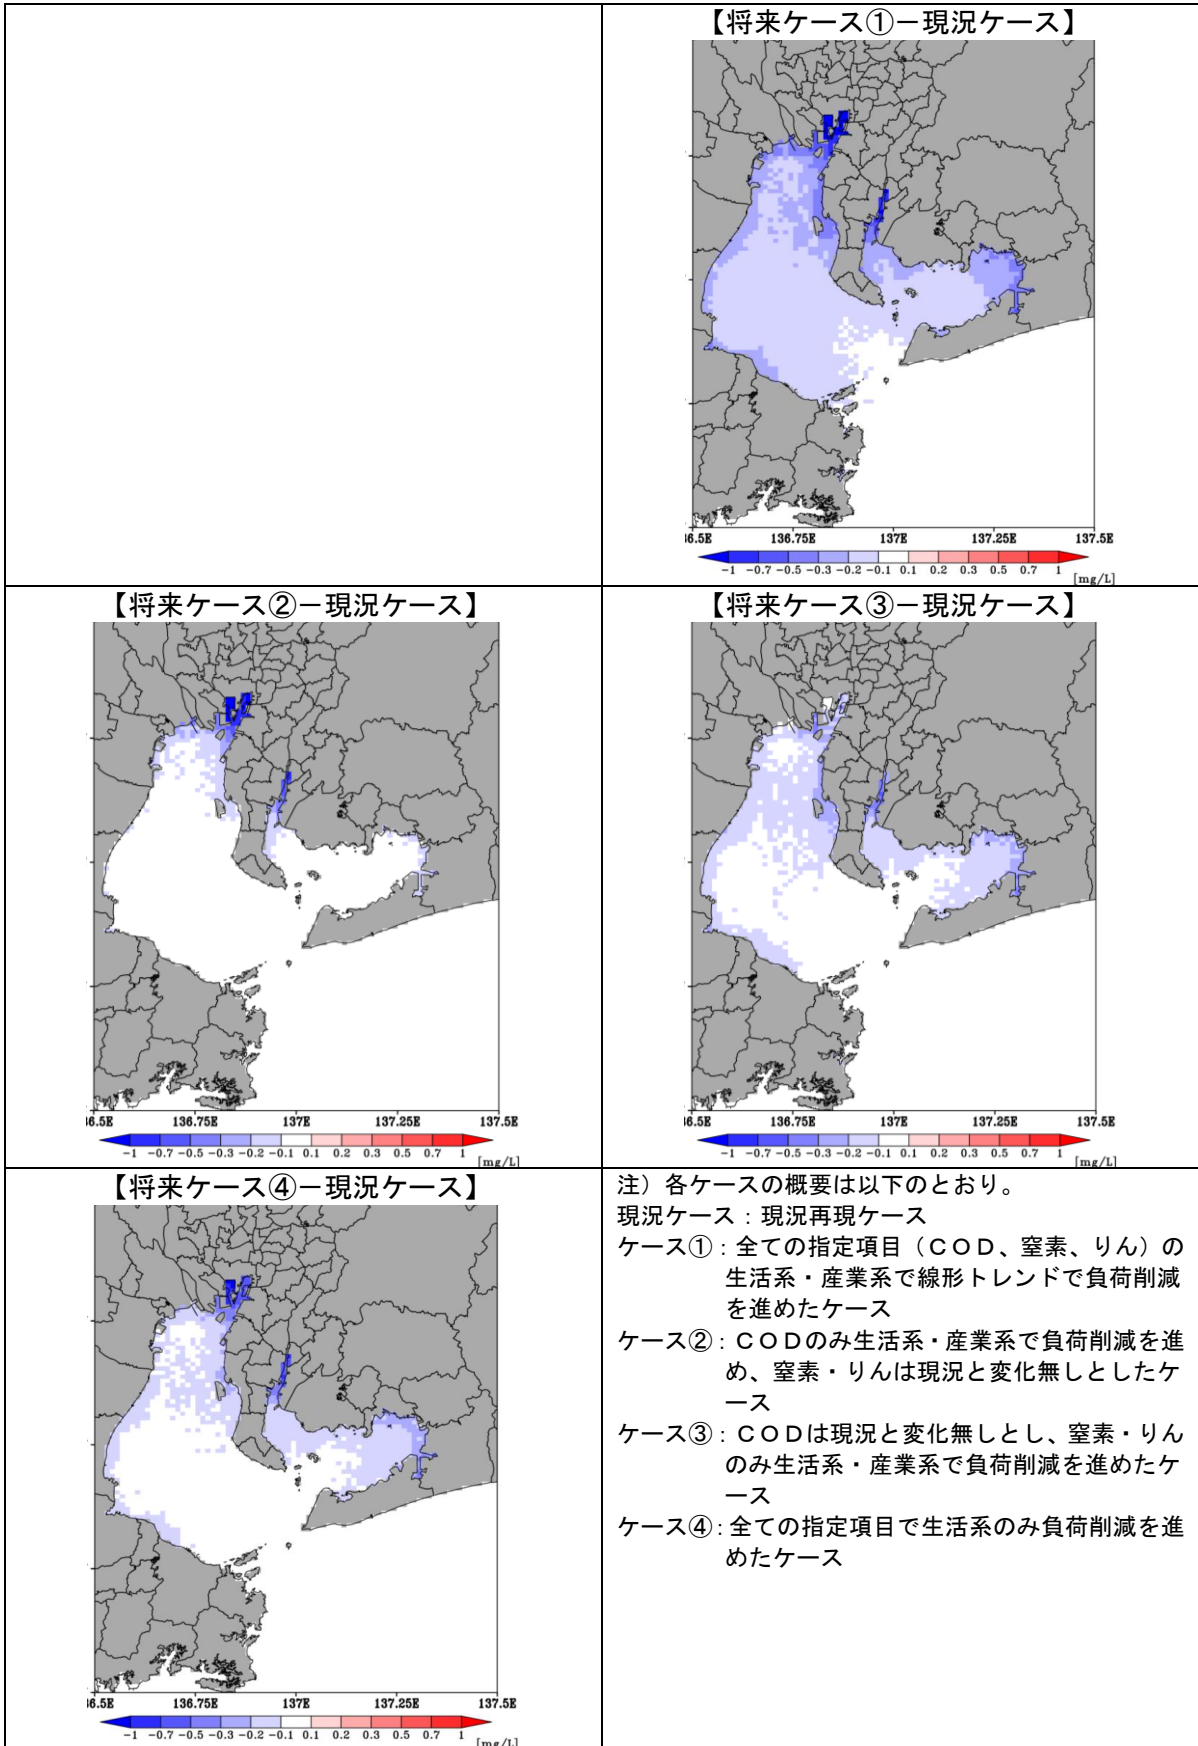 【将来ケース①－現況ケース】
6.5E 136.75E 137E 137.25E 137.5E
-1 -0.7 -0.5 -0.3 -0.2 -0.1 0.1 0.2 0.3 0.5 0.7 1
[mg/L]
【将来ケース②－現況ケース】
【将来ケース③－現況ケース】
36.5E 136.75E 137E 137.25E 137.5E
-1 -0.7 -0.5 -0.3 -0.2 -0.1 0.1 0.2 0.3 0.5 0.7 1
[mg/L]
36.5E 136.75E 137E 137.25E 137.5E
-1 -0.7 -0.5 -0.3 -0.2 -0.1 0.1 0.2 0.3 0.5 0.7 1
[mg/L]
【将来ケース④－現況ケース】
36.5E 136.75E 137E 137.25E 137.5E
-1 -0.7 -0.5 -0.3 -0.2 -0.1 0.1 0.2 0.3 0.5 0.7 1
[mg/L]
注）各ケースの概要は以下のとおり。
現況ケース：現況再現ケース
ケース①：全ての指定項目（ＣＯＤ、窒素、りん）の
生活系・産業系で線形トレンドで負荷削減
を進めたケース
ケース②：ＣＯＤのみ生活系・産業系で負荷削減を進
め、窒素・りんは現況と変化無しとしたケ
ース
ケース③：ＣＯＤは現況と変化無しとし、窒素・りん
のみ生活系・産業系で負荷削減を進めたケ
ース
ケース④：全ての指定項目で生活系のみ負荷削減を進
めたケース